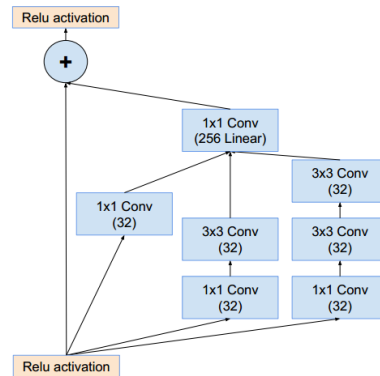 Relu activation
+
1x1 Conv
(256 Linear)
1x1 Conv
(32)
3x3 Conv
(32)
3x3 Conv
(32)
3x3 Conv
(32)
1x1 Conv
(32)
1x1 Conv
(32)
Relu activation